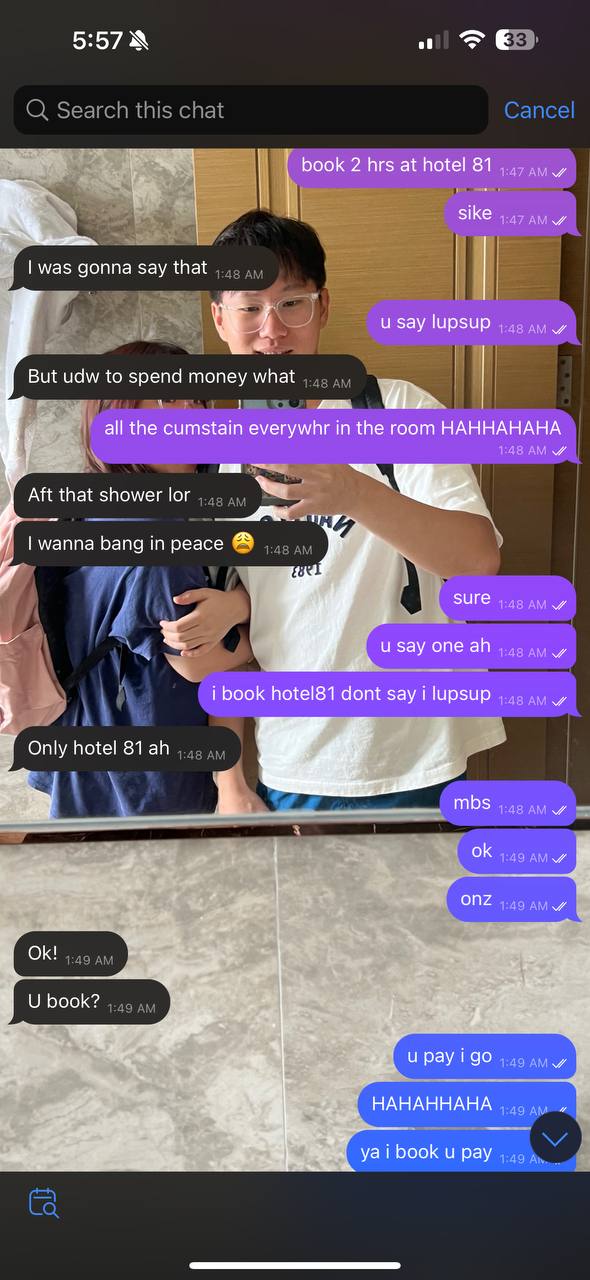 5:57
33
Search this chat
Cancel
book 2 hrs at hotel 81 1:47 AM
sike 1:47 AM
I was gonna say that 1:48 AM
u say lupsup 1:48 AM
But udw to spend money what 1:48 AM
all the cumstain everywhr in the room HAHHAHAHA
1:48 AM
Aft that shower lor 1:48 AM
I wanna bang in peace 😩 1:48 AM
1983
sure 1:48 AM
u say one ah 1:48 AM
i book hotel81 dont say i lupsup 1:48 AM
Only hotel 81 ah 1:48 AM
mbs 1:48 AM
ok 1:49 AM
onz 1:49 AM
Ok! 1:49 AM
U book? 1:49 AM
u pay i go 1:49 AM
HAHAHHAHA 1:49 AM
ya i book u pay 1:49 AM